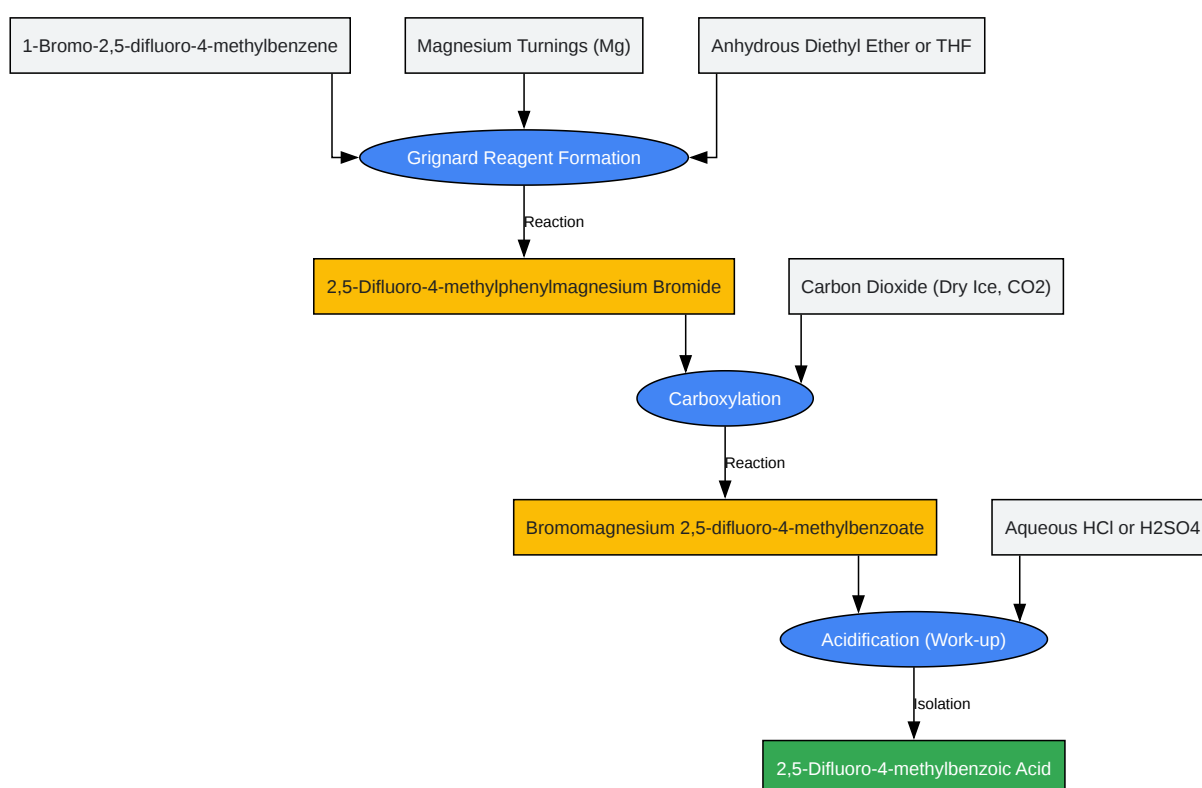 1-Bromo-2,5-difluoro-4-methylbenzene
Magnesium Turnings (Mg)
Anhydrous Diethyl Ether or THF
Grignard Reagent Formation
Reaction
2,5-Difluoro-4-methylphenylmagnesium Bromide
Carbon Dioxide (Dry Ice, CO2)
Carboxylation
Reaction
Bromomagnesium 2,5-difluoro-4-methylbenzoate
Aqueous HCl or H2SO4
Acidification (Work-up)
Isolation
2,5-Difluoro-4-methylbenzoic Acid